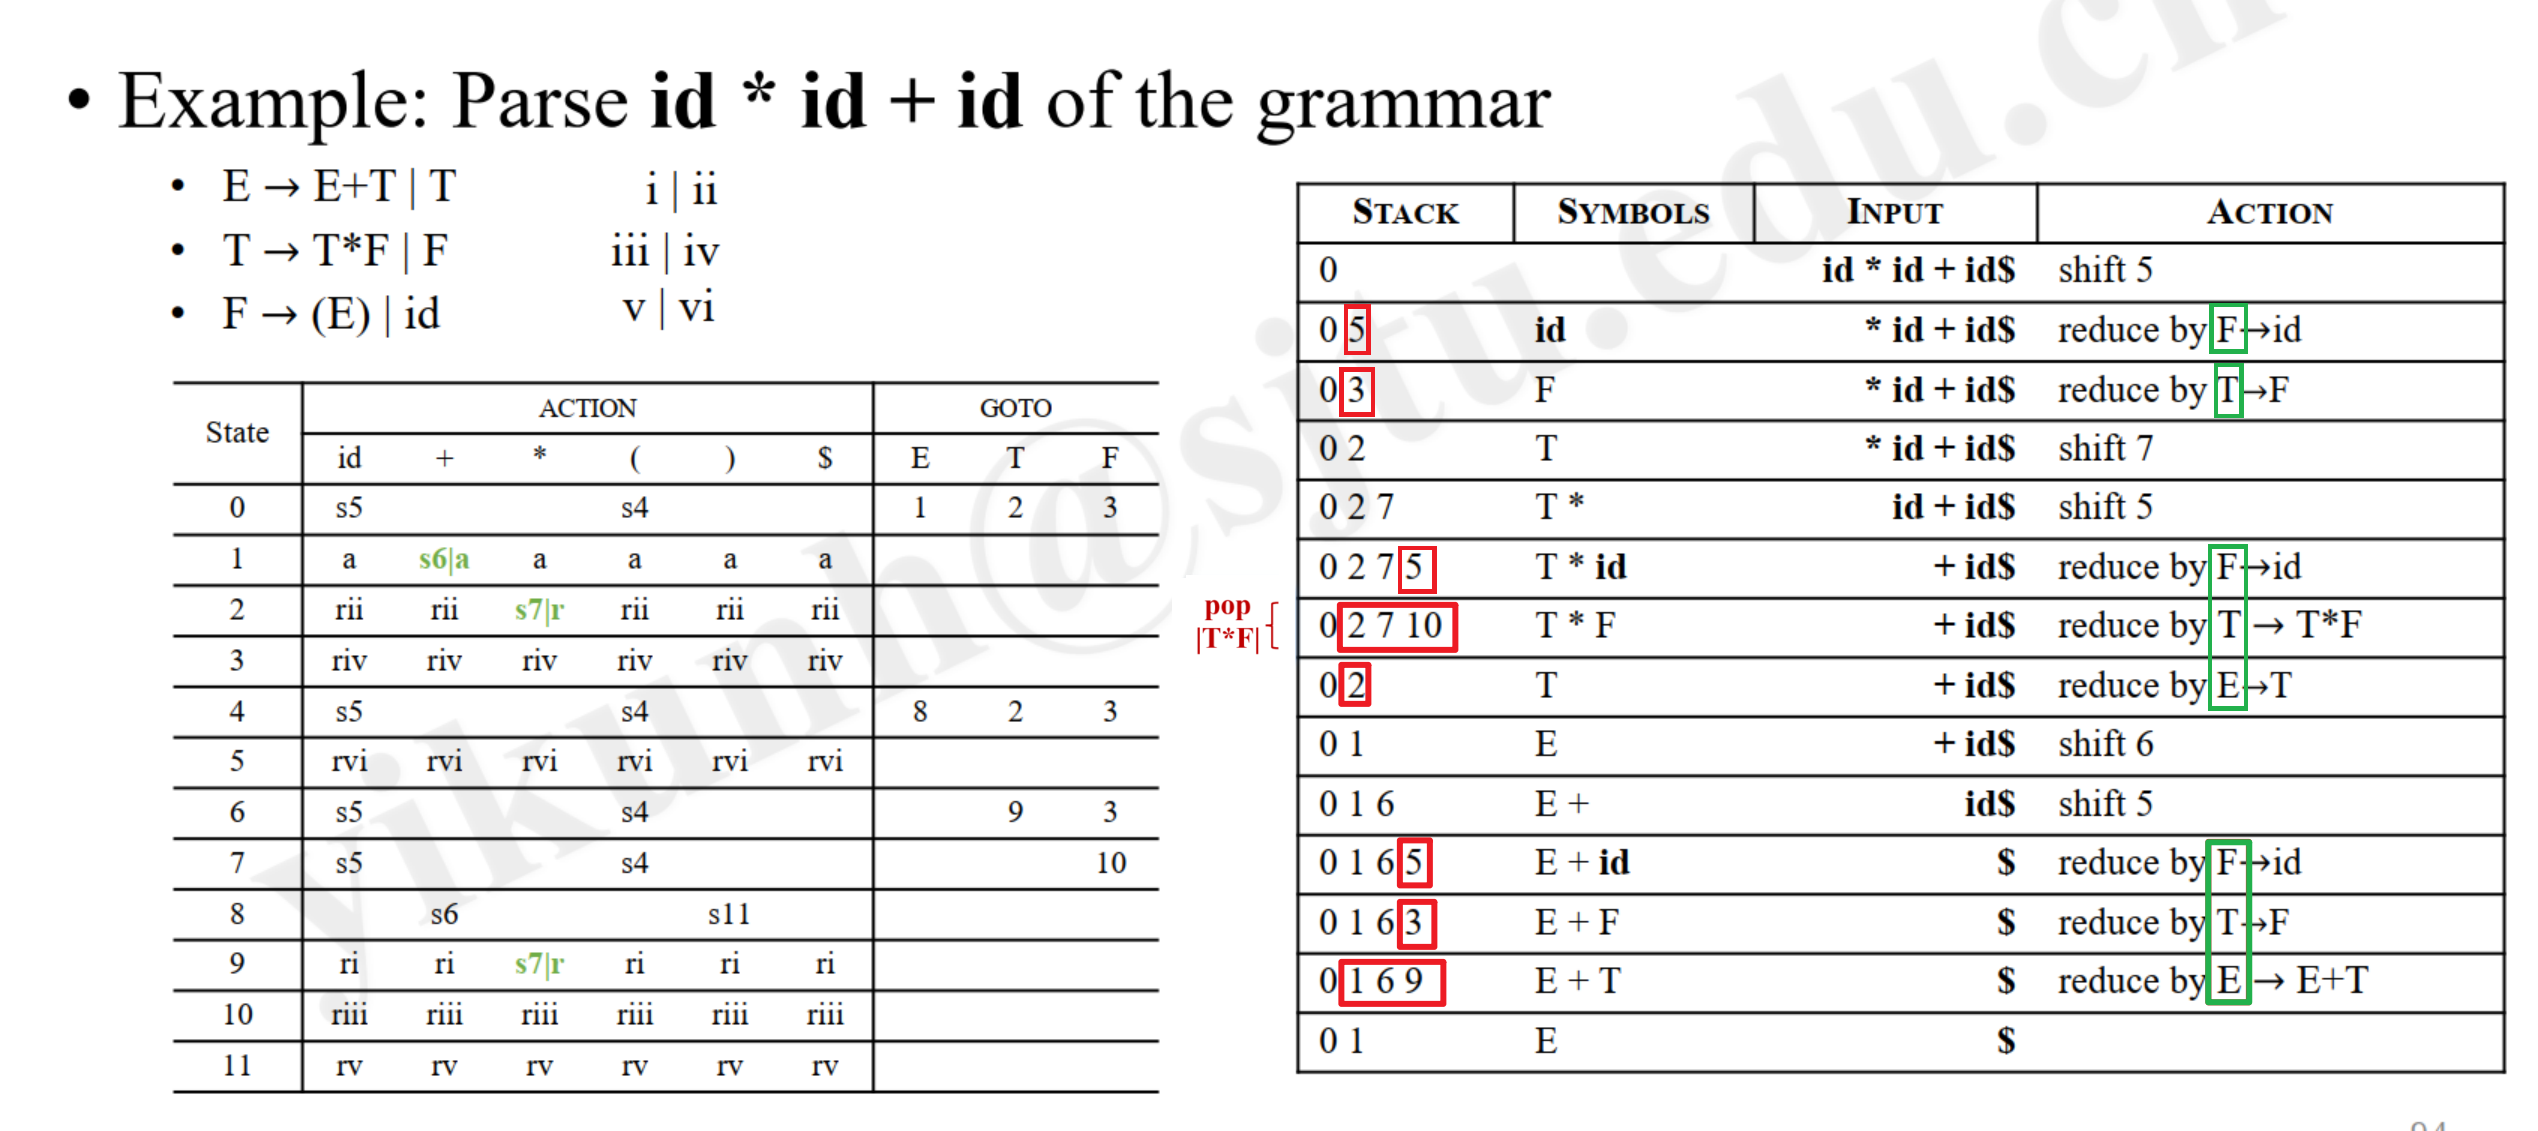 • Example: Parse id * id + id of the grammar
• E → E+T | T i | ii
• T → T*F | F iii | iv
• F → (E) | id v | vi
State ACTION GOTO
id + * ( ) $ E T F
0 s5 s4 1 2 3
1 a s6|a a a a a
2 rii rii s7|r rii rii rii
3 riv riv riv riv riv riv
4 s5 s4 8 2 3
5 rvi rvi rvi rvi rvi rvi
6 s5 s4 9 3
7 s5 s4 10
8 s6 s11
9 ri ri s7|r ri ri ri
10 riii riii riii riii riii riii
11 rv rv rv rv rv rv
pop
|T*F|
STACK SYMBOLS INPUT ACTION
0 id * id + id$ shift 5
0 5 id * id + id$ reduce by F→id
0 3 F * id + id$ reduce by T→F
0 2 T * id + id$ shift 7
0 2 7 T * id + id$ shift 5
0 2 7 5 T * id + id$ reduce by F→id
0 2 7 10 T * F + id$ reduce by T → T*F
0 2 T + id$ reduce by E→T
0 1 E + id$ shift 6
0 1 6 E + id$ shift 5
0 1 6 5 E + id $ reduce by F→id
0 1 6 3 E + F $ reduce by T→F
0 1 6 9 E + T $ reduce by E → E+T
0 1 E $
yikunh@sjtu.edu.cn